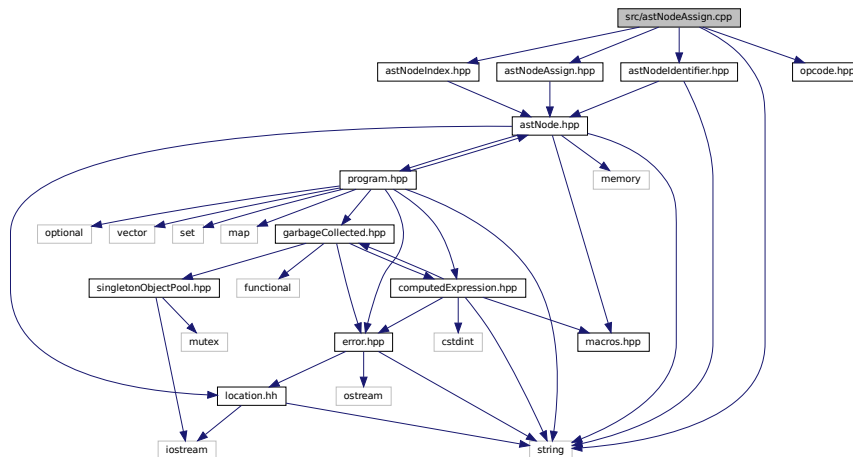 src/astNodeAssign.cpp
astNodeIndex.hpp
astNodeAssign.hpp
astNodeIdentifier.hpp
opcode.hpp
astNode.hpp
program.hpp
memory
optional
vector
set
map
garbageCollected.hpp
singletonObjectPool.hpp
functional
computedExpression.hpp
mutex
error.hpp
cstdint
macros.hpp
location.hh
ostream
iostream
string